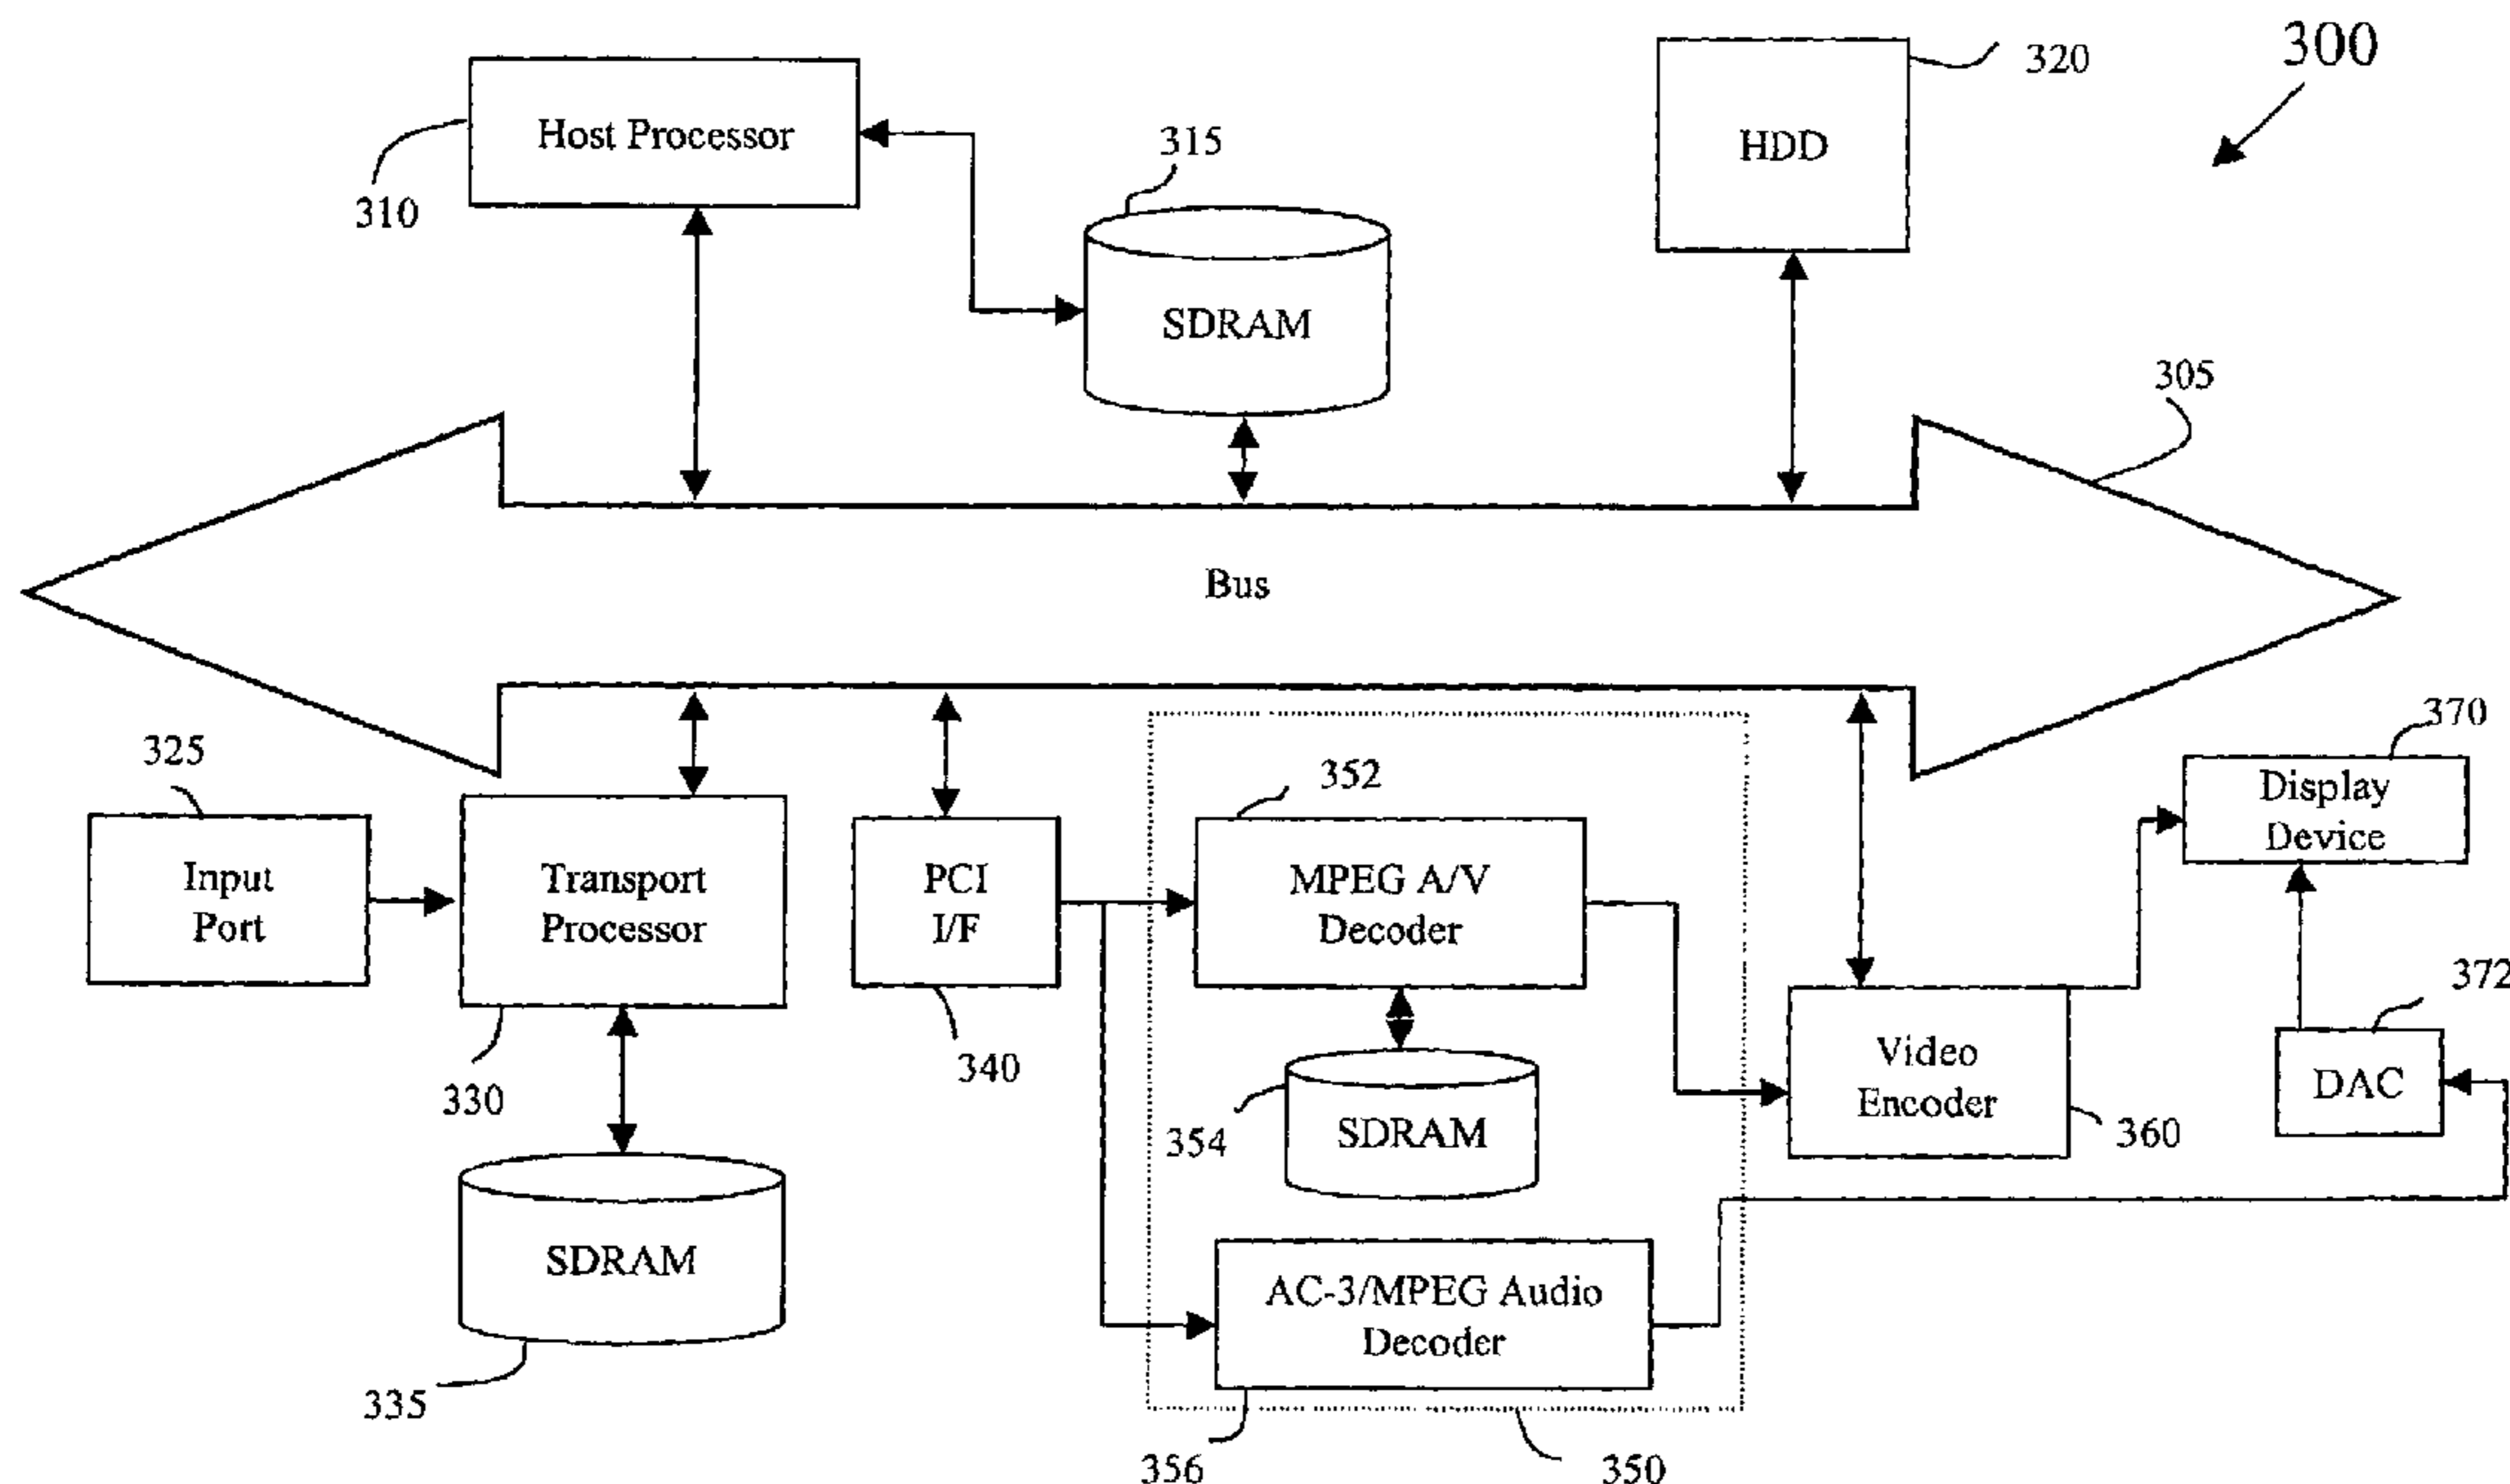 300
320
Host Processor
HDD
315
310
SDRAM
305
Bus
370
325
352
Display
Device
Input
Port
Transport
Processor
PCI
I/F
MPEG A/V
Decoder
372
340
Video
Encoder
DAC
330
354
SDRAM
360
SDRAM
AC-3/MPEG Audio
Decoder
335
356
350